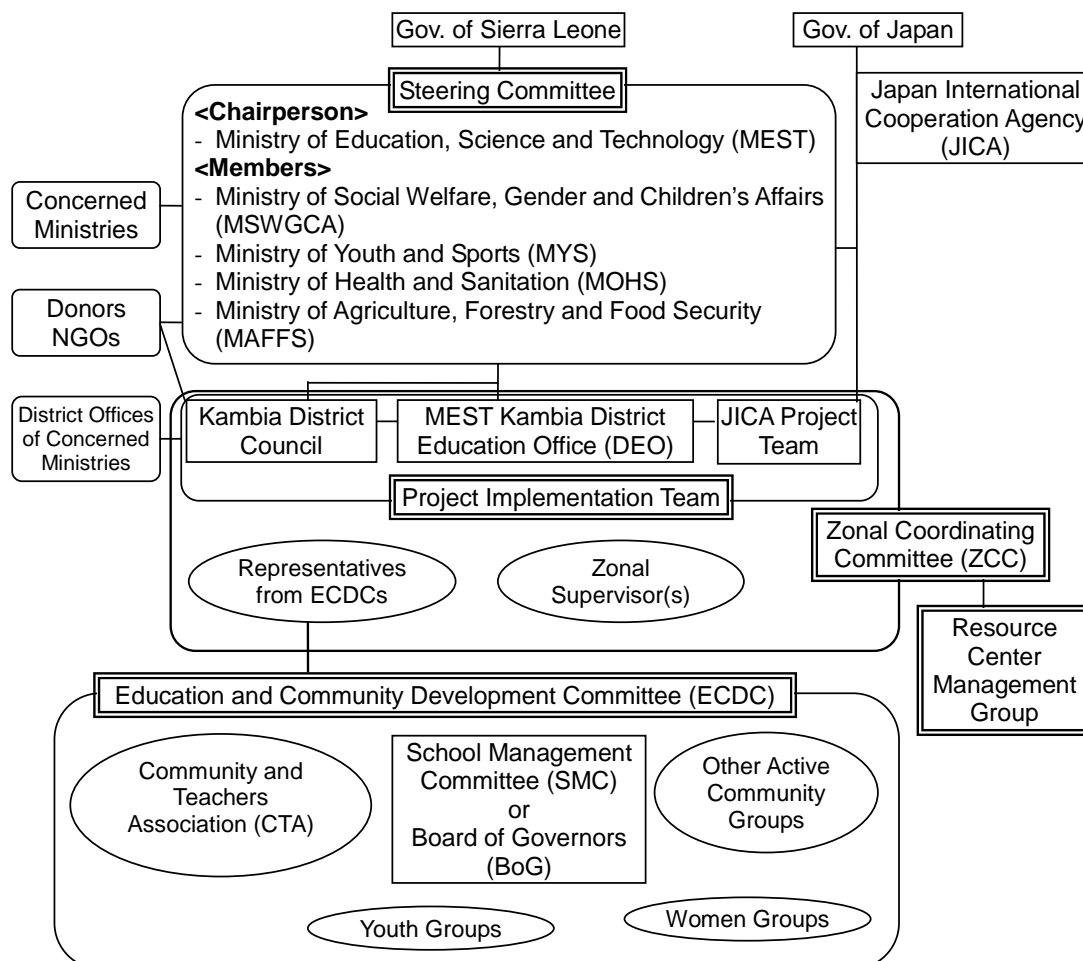 Gov. of Sierra Leone
Gov. of Japan
Steering Committee
Japan International
Cooperation Agency
(JICA)
<Chairperson>
- Ministry of Education, Science and Technology (MEST)
<Members>
- Ministry of Social Welfare, Gender and Children’s Affairs
(MSWGCA)
- Ministry of Youth and Sports (MYS)
- Ministry of Health and Sanitation (MOHS)
- Ministry of Agriculture, Forestry and Food Security
(MAFFS)
Concerned
Ministries
Donors
NGOs
District Offices
of Concerned
Ministries
Kambia District
Council
MEST Kambia District
Education Office (DEO)
JICA Project
Team
Project Implementation Team
Zonal Coordinating
Committee (ZCC)
Representatives
from ECDCs
Zonal
Supervisor(s)
Resource
Center
Management
Group
Education and Community Development Committee (ECDC)
Community and
Teachers
Association (CTA)
School Management
Committee (SMC)
or
Board of Governors
(BoG)
Other Active
Community
Groups
Youth Groups
Women Groups